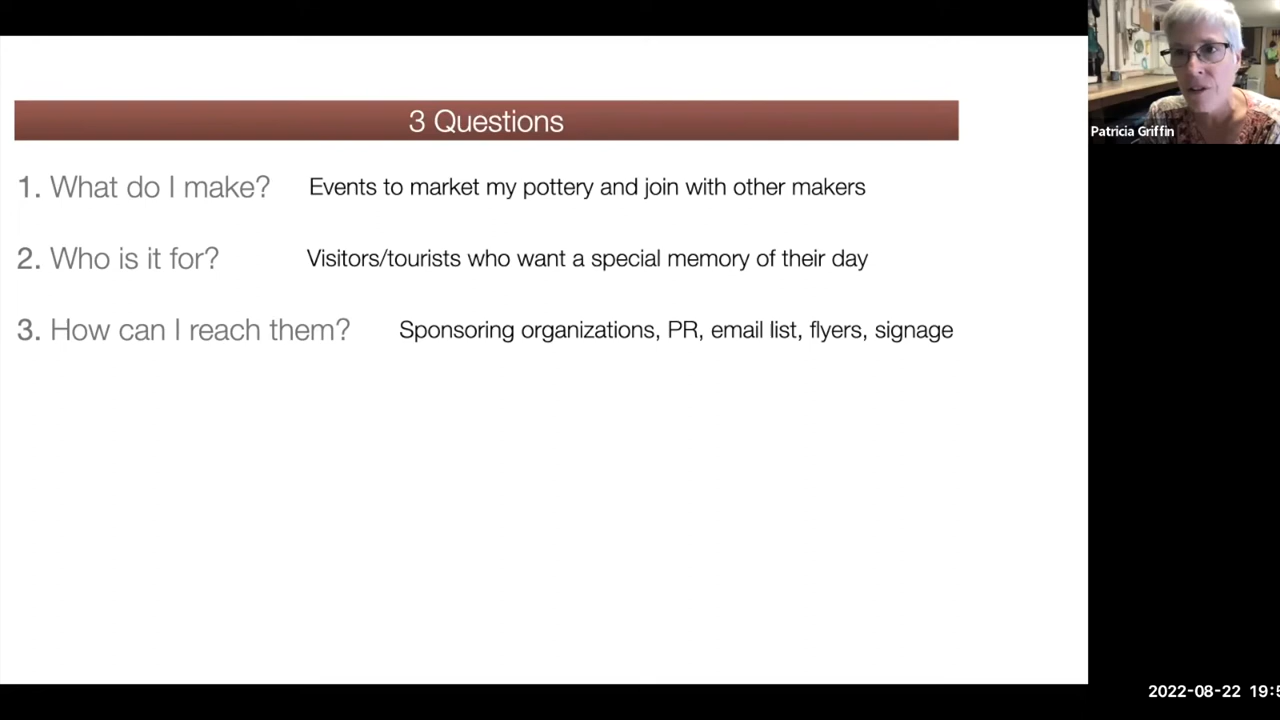 3 Questions
1. What do I make? Events to market my pottery and join with other makers
2. Who is it for? Visitors/tourists who want a special memory of their day
3. How can I reach them? Sponsoring organizations, PR, email list, flyers, signage
Patricia Griffin
2022-08-22 19:5